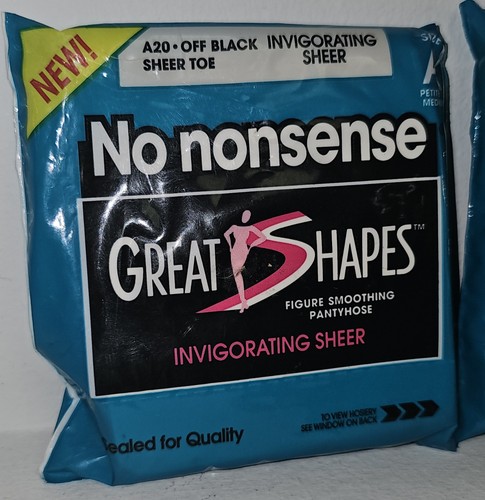 NEW!
A20 • OFF BLACK INVIGORATING
SHEER TOE SHEER
A
No nonsense
GREAT SHAPES™
FIGURE SMOOTHING
PANTYHOSE
INVIGORATING SHEER
TO VIEW HOSIERY
SEE WINDOW ON BACK
Sealed for Quality